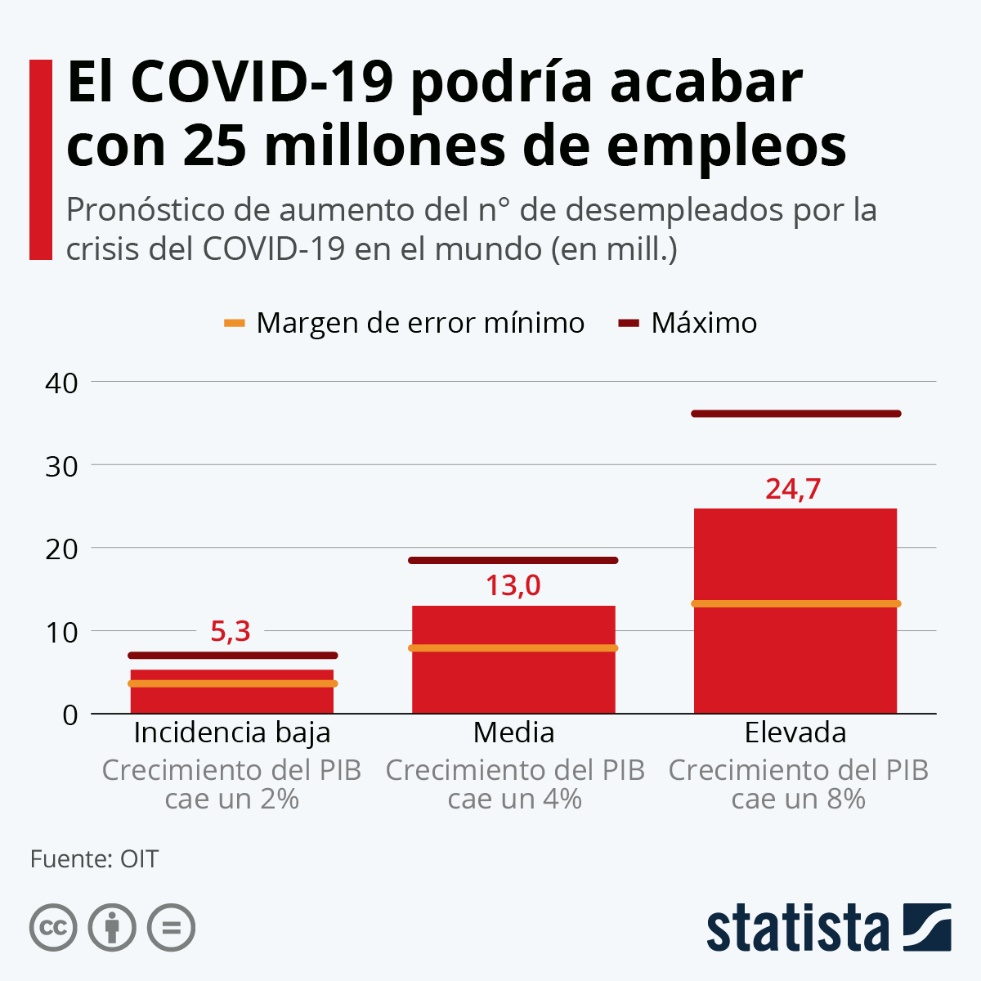 El COVID-19 podría acabar
con 25 millones de empleos
Pronóstico de aumento del n° de desempleados por la
crisis del COVID-19 en el mundo (en mill.)
Margen de error mínimo Máximo
40
30
24,7
20
13,0
10
5,3
0
Incidencia baja Media Elevada
Crecimiento del PIB Crecimiento del PIB Crecimiento del PIB
cae un 2% cae un 4% cae un 8%
Fuente: OIT
cc =
statista